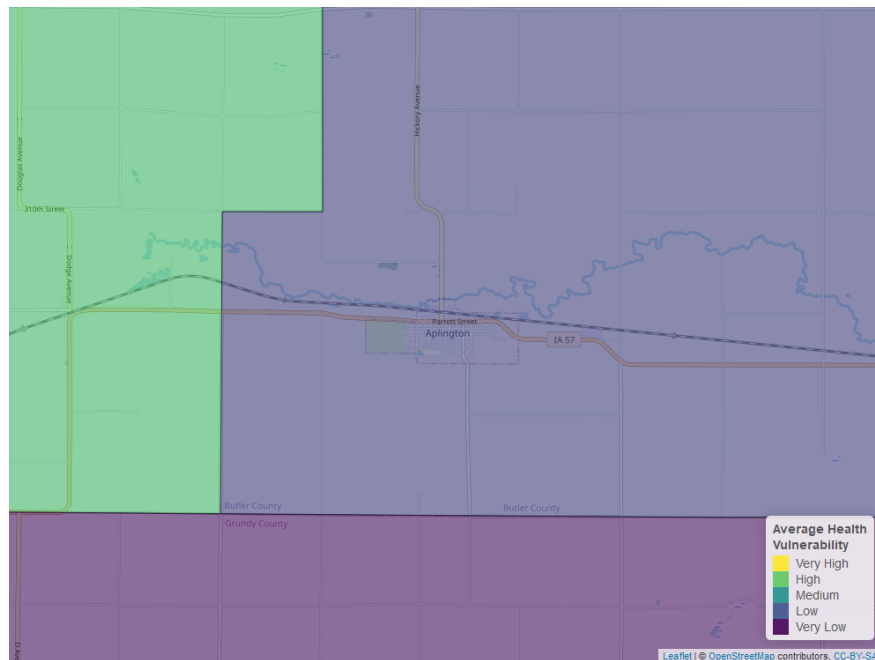 Douglas Avenue
Hickory Avenue
310th Street
Dodge Avenue
Parrott Street
Aplington
IA 57
Butler County
Butler County
Grundy County
D Ave
Average Health
Vulnerability
Very High
High
Medium
Low
Very Low
Leaflet | © OpenStreetMap contributors, CC-BY-SA